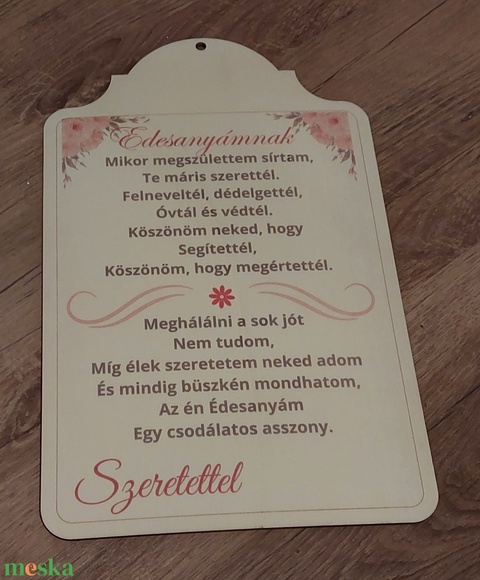 Édesanyámnak
Mikor megszülettem sírtam,
Te máris szerettél.
Felneveltél, dédelgettél,
Óvtál és védtél.
Köszönöm neked, hogy
Segítettél,
Köszönöm, hogy megértettél.
Meghálálni a sok jót
Nem tudom,
Míg élek szeretetem neked adom
És mindig büszkén mondhatom,
Az én Édesanyám
Egy csodálatos asszony.
Szeretettel
meska